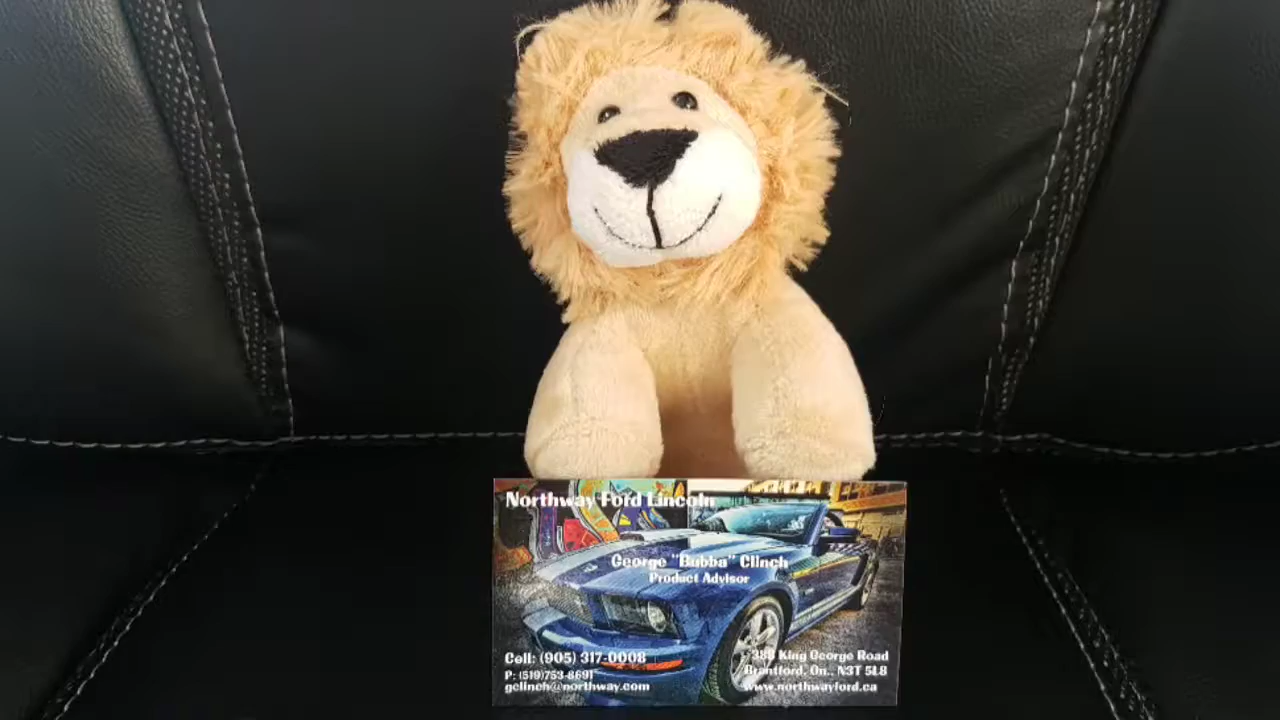 Northway Ford Lincoln
George "Bubba" Clinch
Product Advisor
Cell: (905) 317-0008
P: (519)753-8691
gclinch@northway.com
388 King George Road
Brantford, On., N3T 5L8
www.northwayford.ca